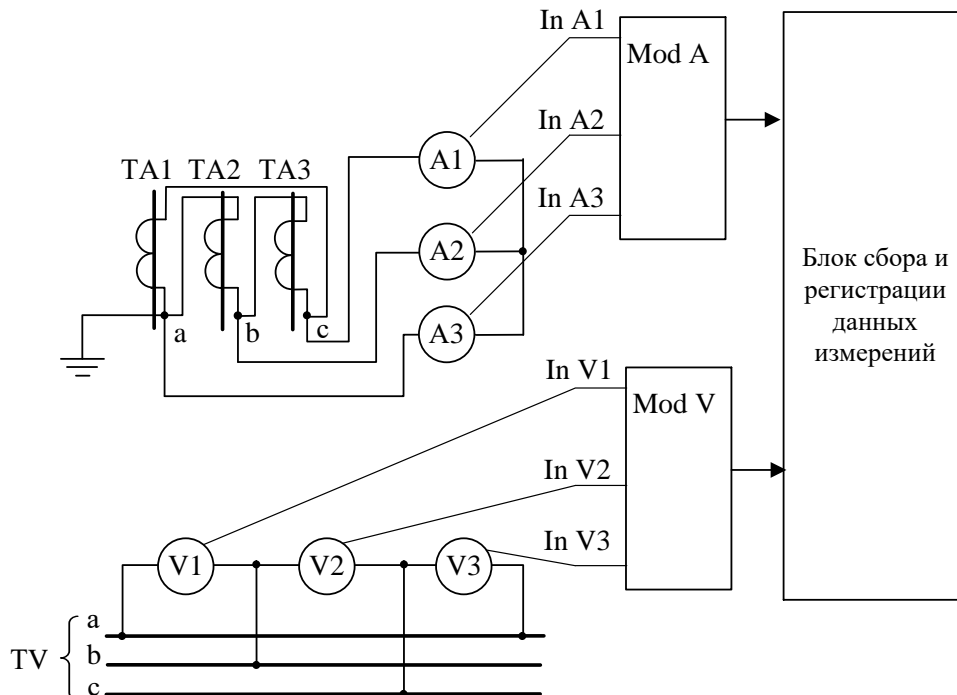 In A1
Mod A
In A2
TA1 TA2 TA3
A1
In A3
A2
a b c
A3
Блок сбора и
регистрации
данных
измерений
In V1
Mod V
In V2
In V3
V1 V2 V3
a
TV
b
c